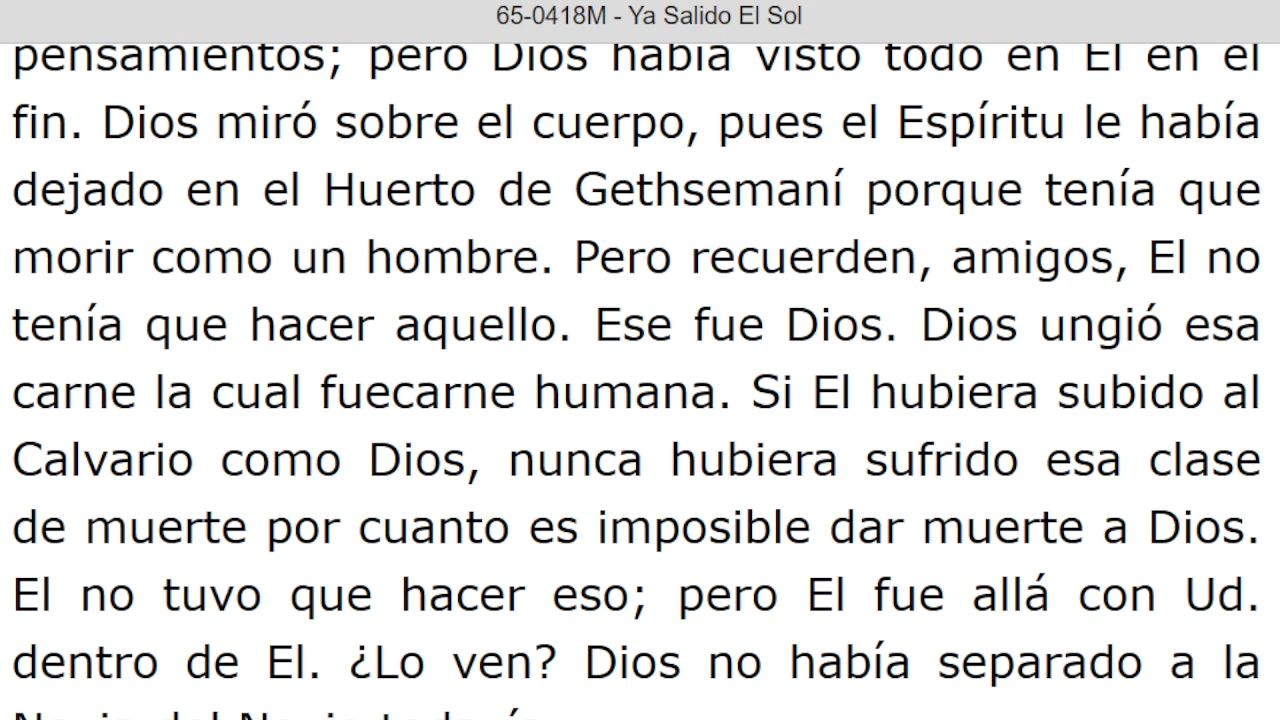 65-0418M - Ya Salido El Sol
pensamientos; pero Dios había visto todo en El en el
fin. Dios miró sobre el cuerpo, pues el Espíritu le había
dejado en el Huerto de Gethsemaní porque tenía que
morir como un hombre. Pero recuerden, amigos, El no
tenía que hacer aquello. Ese fue Dios. Dios ungió esa
carne la cual fuecarne humana. Si El hubiera subido al
Calvario como Dios, nunca hubiera sufrido esa clase
de muerte por cuanto es imposible dar muerte a Dios.
El no tuvo que hacer eso; pero El fue allá con Ud.
dentro de El. ¿Lo ven? Dios no había separado a la
Novia del Novio todavía